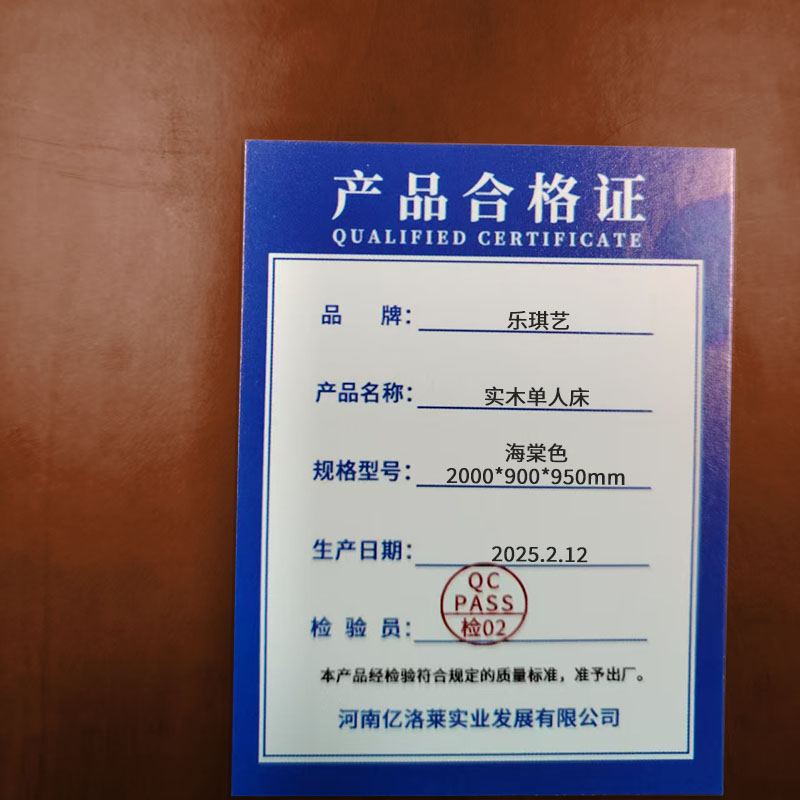 产品合格证
QUALIFIED CERTIFICATE
品 牌： 乐琪艺
产品名称： 实木单人床
海棠色
规格型号： 2000*900*950mm
生产日期： 2025.2.12
QC
PASS
检验员： 检02
本产品经检验符合规定的质量标准，准予出厂。
河南亿洛莱实业发展有限公司